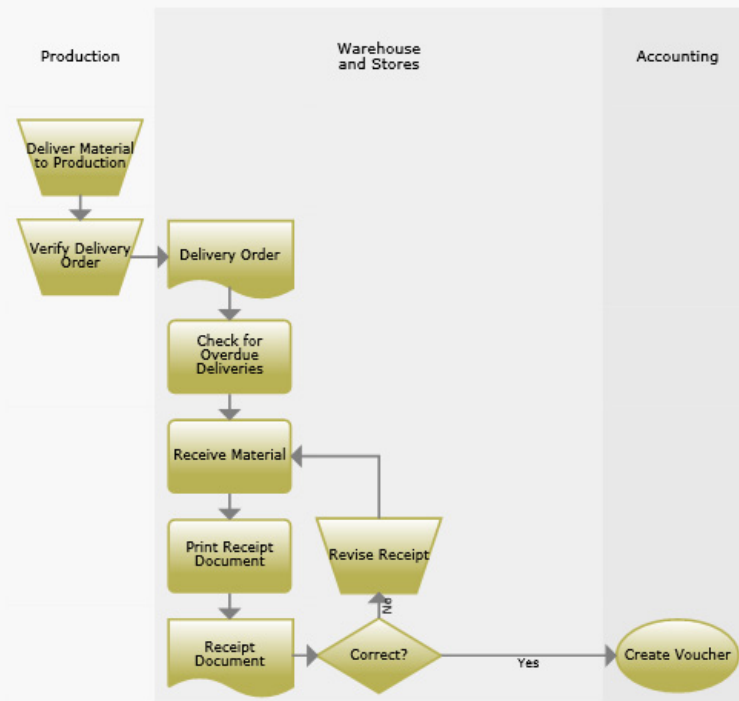 Production
Warehouse
and Stores
Accounting
Deliver Material
to Production
Verify Delivery
Order
Delivery Order
Check for
Overdue
Deliveries
Receive Material
Print Receipt
Document
Revise Receipt
No
Receipt
Document
Correct?
Yes
Create Voucher